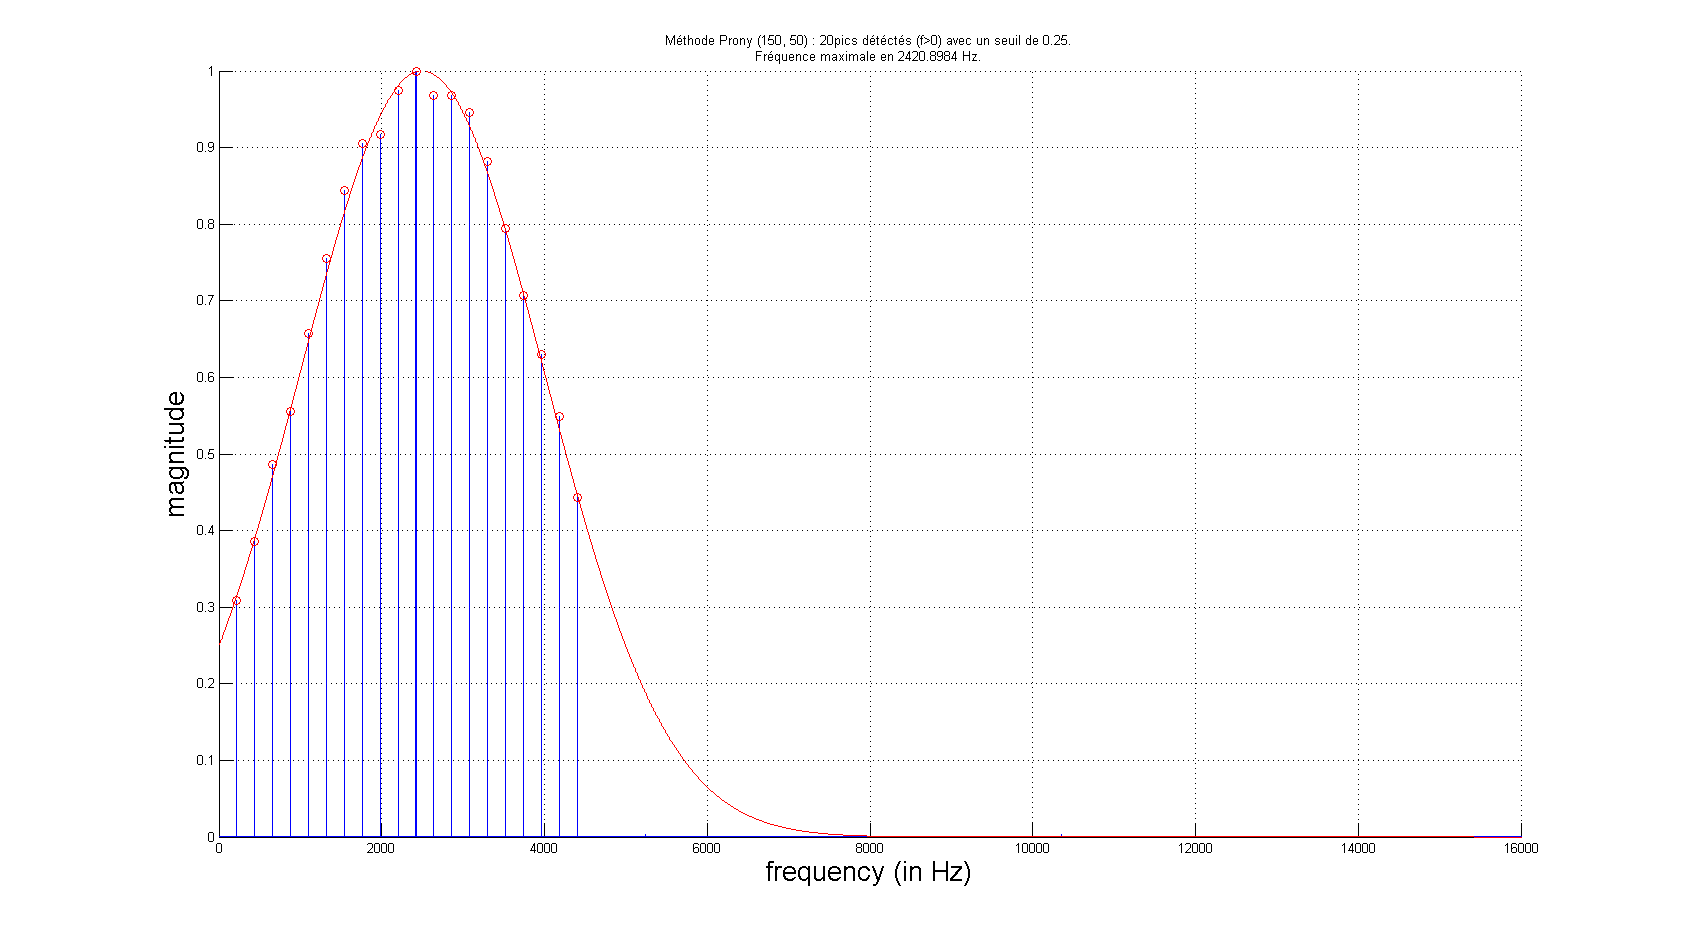 Méthode Prony (150, 50) : 20pics détéctés (f>0) avec un seuil de 0.25.
Fréquence maximale en 2420.8984 Hz.
1
0.9
0.8
0.7
0.6
0.5
0.4
0.3
0.2
0.1
0
magnitude
0 2000 4000 6000 8000 10000 12000 14000 16000
frequency (in Hz)